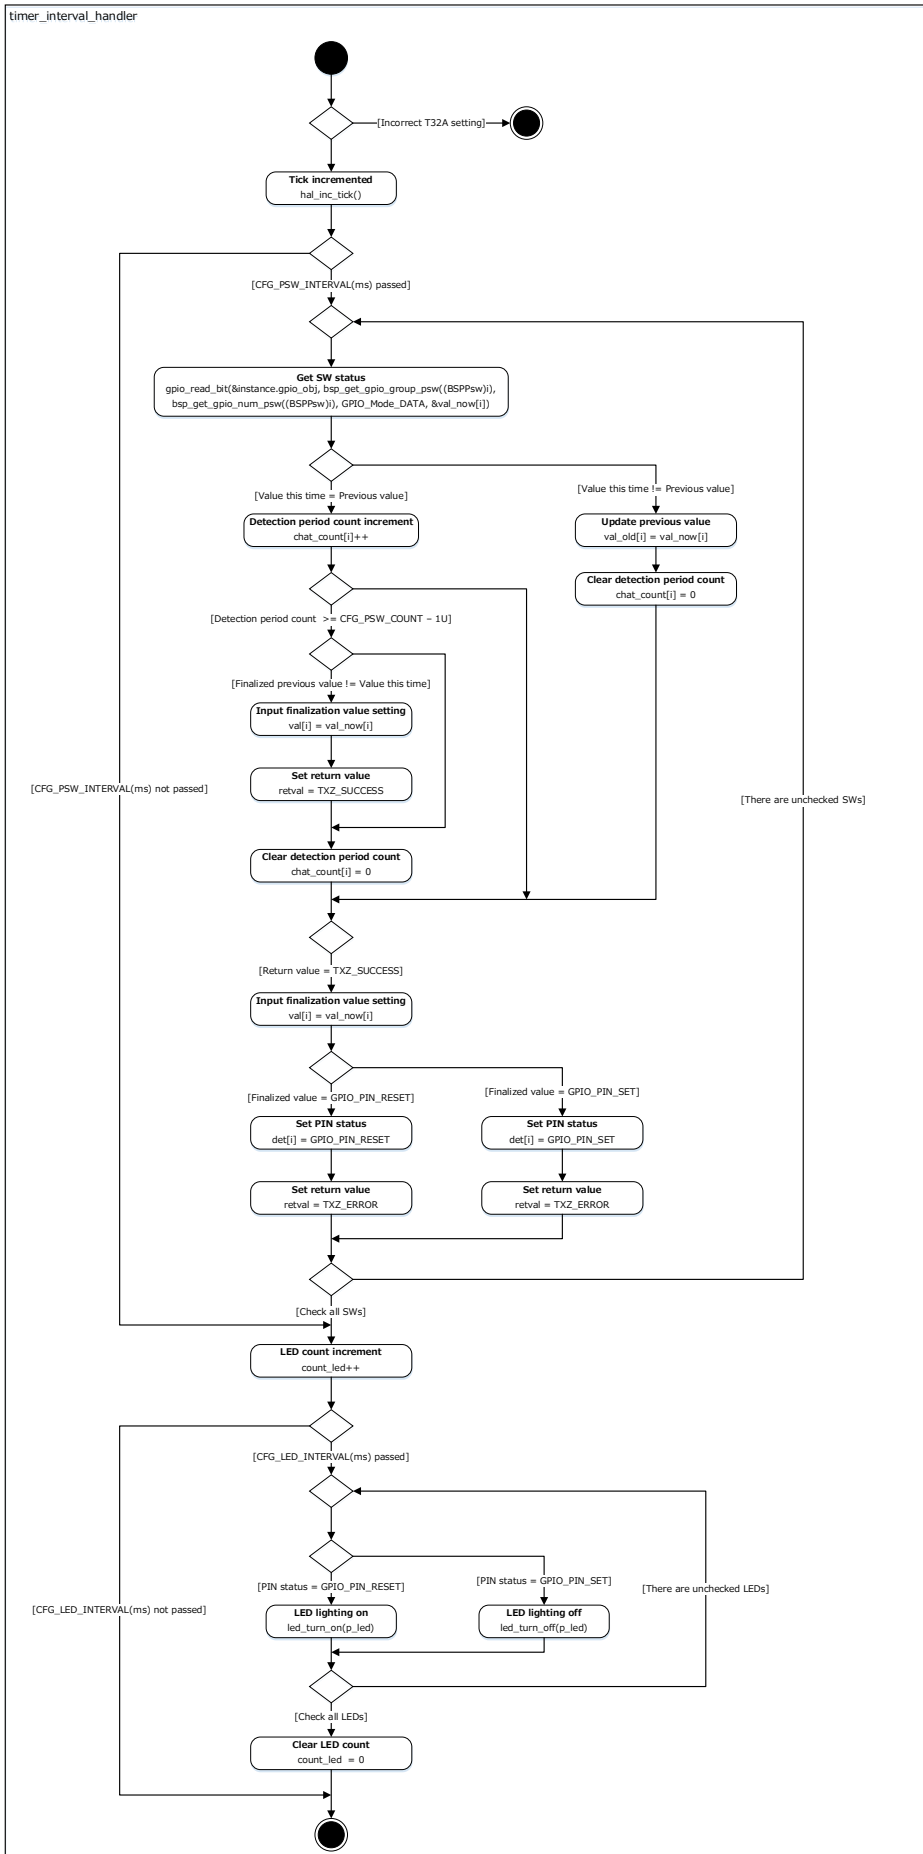 timer_interval_handler
[Incorrect T32A setting]
Tick incremented
hal_inc_tick()
[CFG_PSW_INTERVAL(ms) passed]
Get SW status
gpio_read_bit(&instance.gpio_obj, bsp_get_gpio_group_psw((BSPPsw)i),
bsp_get_gpio_num_psw((BSPPsw)i), GPIO_Mode_DATA, &val_now[i])
[Value this time = Previous value]
[Value this time != Previous value]
Detection period count increment
chat_count[i]++
Update previous value
val_old[i] = val_now[i]
Clear detection period count
chat_count[i] = 0
[Detection period count  >= CFG_PSW_COUNT – 1U]
[Finalized previous value != Value this time]
Input finalization value setting
val[i] = val_now[i]
[CFG_PSW_INTERVAL(ms) not passed]
Set return value
retval = TXZ_SUCCESS
[There are unchecked SWs]
Clear detection period count
chat_count[i] = 0
[Return value = TXZ_SUCCESS]
Input finalization value setting
val[i] = val_now[i]
[Finalized value = GPIO_PIN_RESET]
[Finalized value = GPIO_PIN_SET]
Set PIN status
det[i] = GPIO_PIN_RESET
Set PIN status
det[i] = GPIO_PIN_SET
Set return value
retval = TXZ_ERROR
Set return value
retval = TXZ_ERROR
[Check all SWs]
LED count increment
count_led++
[CFG_LED_INTERVAL(ms) passed]
[PIN status = GPIO_PIN_RESET]
[PIN status = GPIO_PIN_SET]
[There are unchecked LEDs]
[CFG_LED_INTERVAL(ms) not passed]
LED lighting on
led_turn_on(p_led)
LED lighting off
led_turn_off(p_led)
[Check all LEDs]
Clear LED count
count_led  = 0